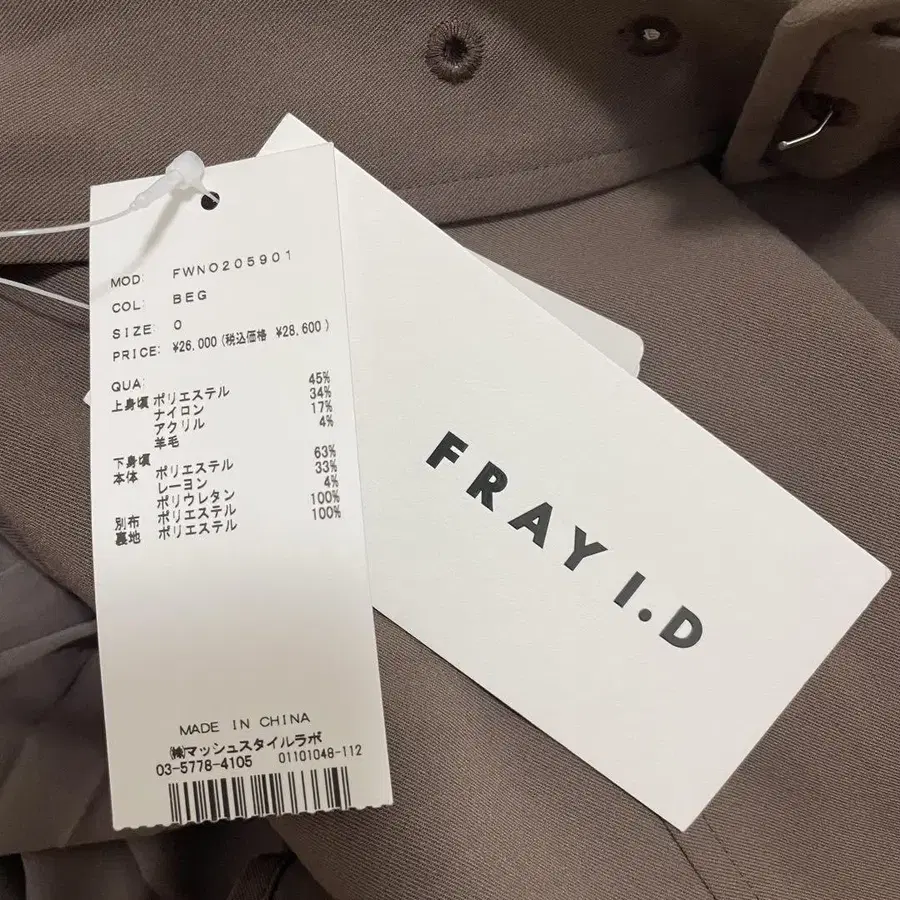 MOD: FWNO205901
COL: BEG
SIZE: 0
PRICE: ¥26,000 (税込価格 ¥28,600)
QUA:
上身頃 ポリエステル 45%
ナイロン 34%
アクリル 17%
羊毛 4%
下身頃
本体 ポリエステル 63%
レーヨン 33%
ポリウレタン 4%
別布 ポリエステル 100%
裏地 ポリエステル 100%
MADE IN CHINA
㈱マッシュスタイルラボ
03-5778-4105 01101048-112
FRAY I.D